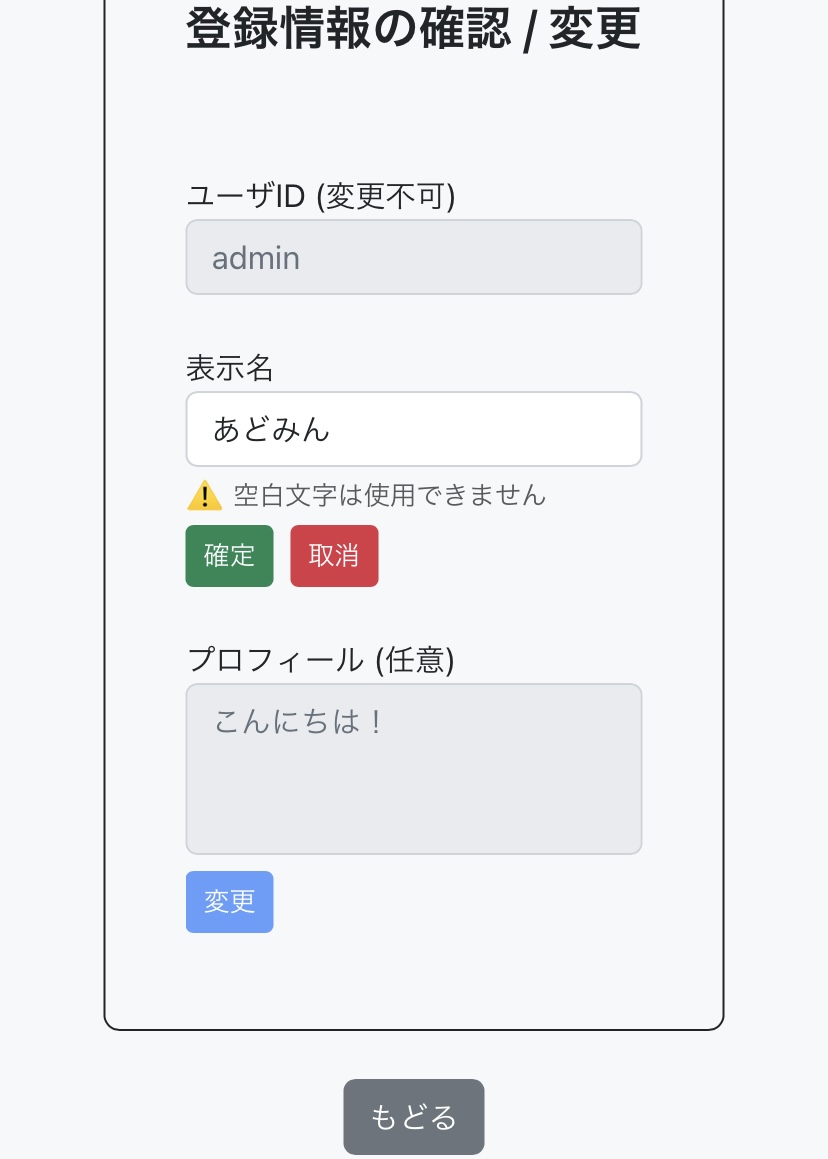 登録情報の確認 / 変更
ユーザID (変更不可)
admin
表示名
あどみん
⚠️ 空白文字は使用できません
確定 取消
プロフィール (任意)
こんにちは！
変更
もどる